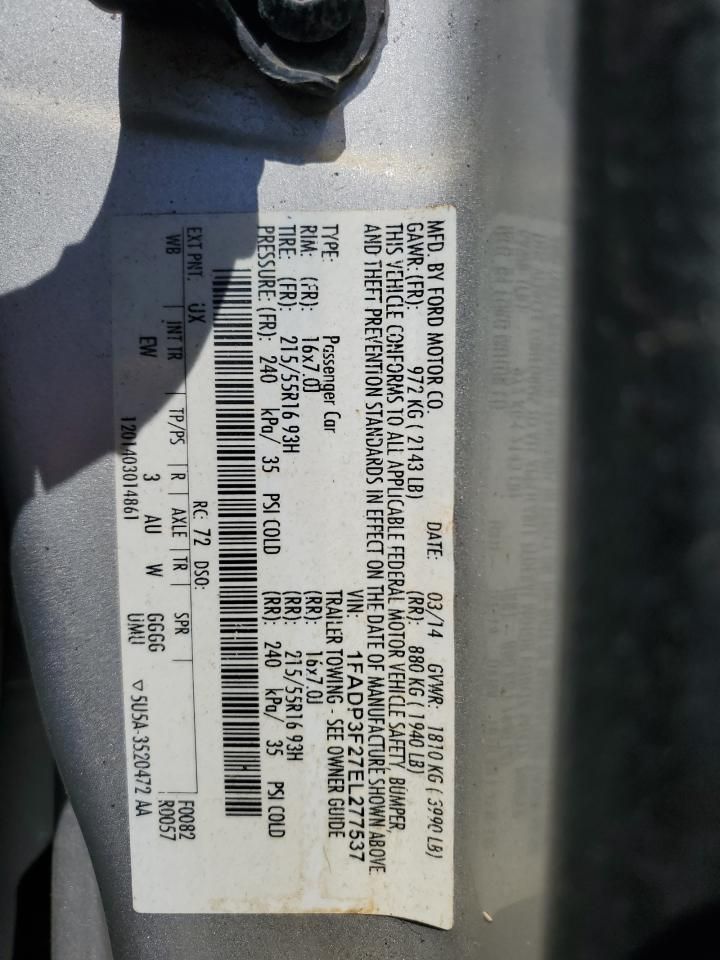 MFD. BY FORD MOTOR CO. DATE: 03/14 GVWR: 1810 KG ( 3990 LB)
GAWR: (FR): 972 KG ( 2143 LB) (RR): 880 KG ( 1940 LB)
THIS VEHICLE CONFORMS TO ALL APPLICABLE FEDERAL MOTOR VEHICLE SAFETY, BUMPER
AND THEFT PREVENTION STANDARDS IN EFFECT ON THE DATE OF MANUFACTURE SHOWN ABOVE
VIN: 1FADP3F27EL277537
TYPE: Passenger Car TRAILER TOWING - SEE OWNER GUIDE
RIM: (FR): 16x7.0J (RR): 16x7.0J
TIRE: (FR): 215/55R16 93H (RR): 215/55R16 93H
PRESSURE: (FR): 240 kPa/ 35 PSI COLD (RR): 240 kPa/ 35 PSI COLD
EXT PNT: UX RC: 72 DSO: F0082
WB INT TR TP/PS R AXLE TR SPR R0057
EW 3 AU W GGGG
UMUU ▽ 5U5A-3520472 AA
1201403014861